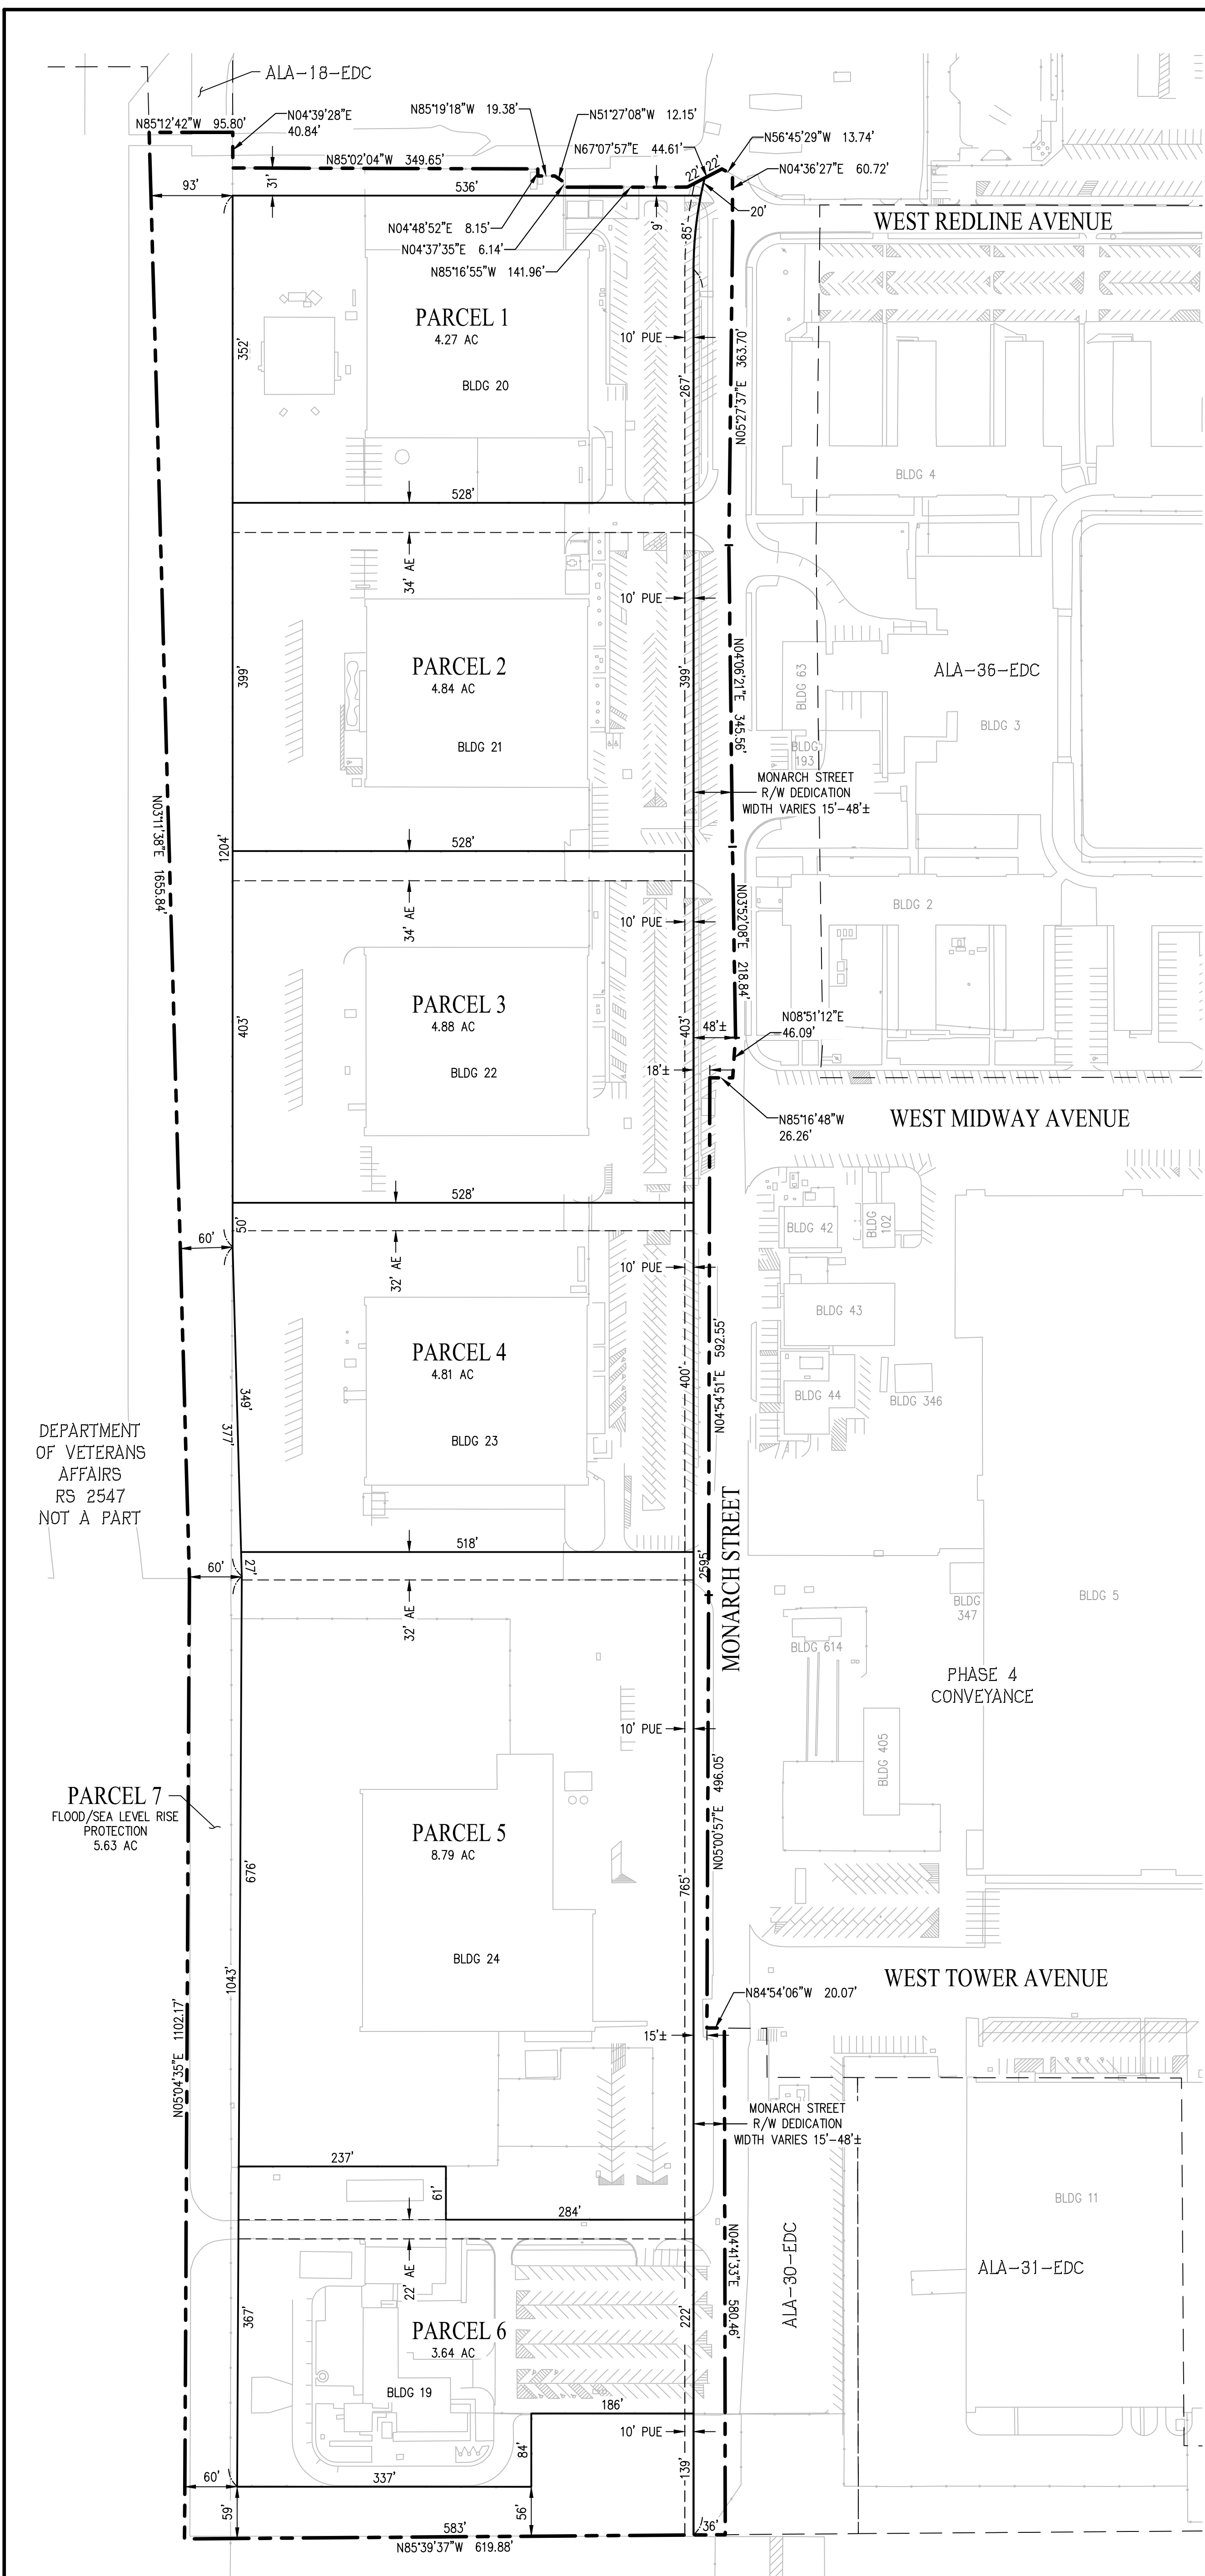 ALA-18-EDC
N85°19'18"W 19.38'
N51°27'08"W 12.15'
N85°12'42"W 95.80'
N04°39'28"E
40.84'
N67°07'57"E 44.61'
N56°45'29"W 13.74'
N85°02'04"W 349.65'
N04°36'27"E 60.72'
22'
22'
93'
31'
536'
20'
9'
85'
N04°48'52"E 8.15'
N04°37'35"E 6.14'
N85°16'55"W 141.96'
WEST REDLINE AVENUE
PARCEL 1
4.27 AC
BLDG 20
10' PUE
352'
267'
N05°27'37"E 363.70'
BLDG 4
528'
34' AE
10' PUE
PARCEL 2
4.84 AC
BLDG 21
399'
399'
N04°06'21"E 345.56'
BLDG 63
ALA-36-EDC
BLDG 3
BLDG
193
MONARCH STREET
R/W DEDICATION
WIDTH VARIES 15'-48'±
N03°11'38"E 1655.84'
1204'
528'
34' AE
10' PUE
BLDG 2
N03°52'08"E 218.84'
PARCEL 3
4.88 AC
BLDG 22
403'
403'
48'±
N08°51'12"E
46.09'
18'±
N85°16'48"W
26.26'
WEST MIDWAY AVENUE
528'
50'
60'
32' AE
10' PUE
BLDG 42
BLDG
102
BLDG 43
BLDG 44
BLDG 346
PARCEL 4
4.81 AC
BLDG 23
349'
377'
400'
N04°54'51"E 592.55'
DEPARTMENT
OF VETERANS
AFFAIRS
RS 2547
NOT A PART
518'
27'
60'
32' AE
2595'
MONARCH STREET
BLDG
347
BLDG 5
BLDG 614
PHASE 4
CONVEYANCE
10' PUE
BLDG 405
PARCEL 7
FLOOD/SEA LEVEL RISE
PROTECTION
5.63 AC
PARCEL 5
8.79 AC
BLDG 24
676'
765'
N05°00'57"E 496.05'
1043'
WEST TOWER AVENUE
N84°54'06"W 20.07'
15'±
N05°04'35"E 1102.17'
MONARCH STREET
R/W DEDICATION
WIDTH VARIES 15'-48'±
237'
61'
284'
BLDG 11
22' AE
N04°41'33"E 580.46'
ALA-30-EDC
ALA-31-EDC
PARCEL 6
3.64 AC
BLDG 19
367'
222'
186'
10' PUE
84'
139'
60'
337'
59'
56'
583'
36'
N85°39'37"W 619.88'